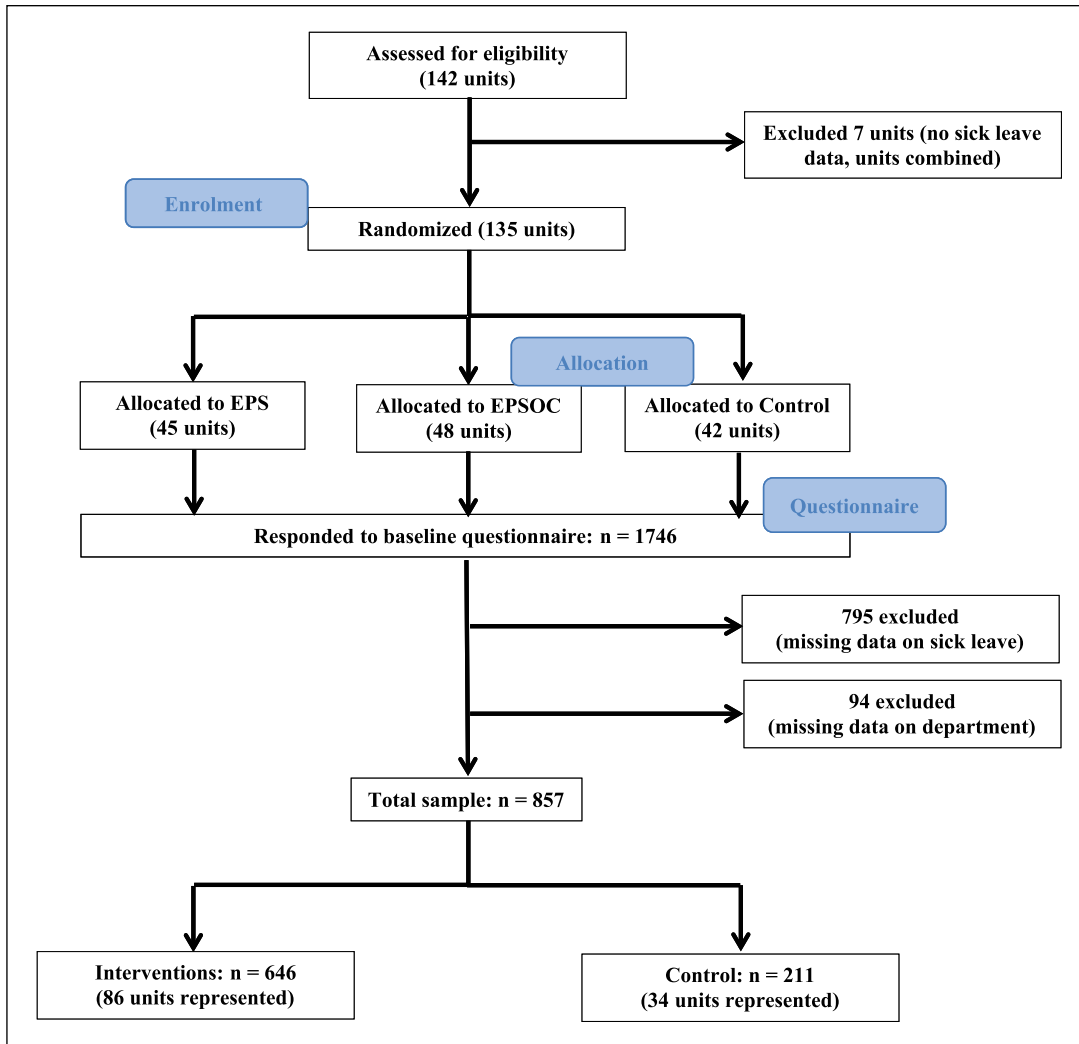 Assessed for eligibility
(142 units)
Excluded 7 units (no sick leave
data, units combined)
Enrolment
Randomized (135 units)
Allocation
Allocated to EPS
(45 units)
Allocated to EPSOC
(48 units)
Allocated to Control
(42 units)
Questionnaire
Responded to baseline questionnaire: n = 1746
795 excluded
(missing data on sick leave)
94 excluded
(missing data on department)
Total sample: n = 857
Interventions: n = 646
(86 units represented)
Control: n = 211
(34 units represented)